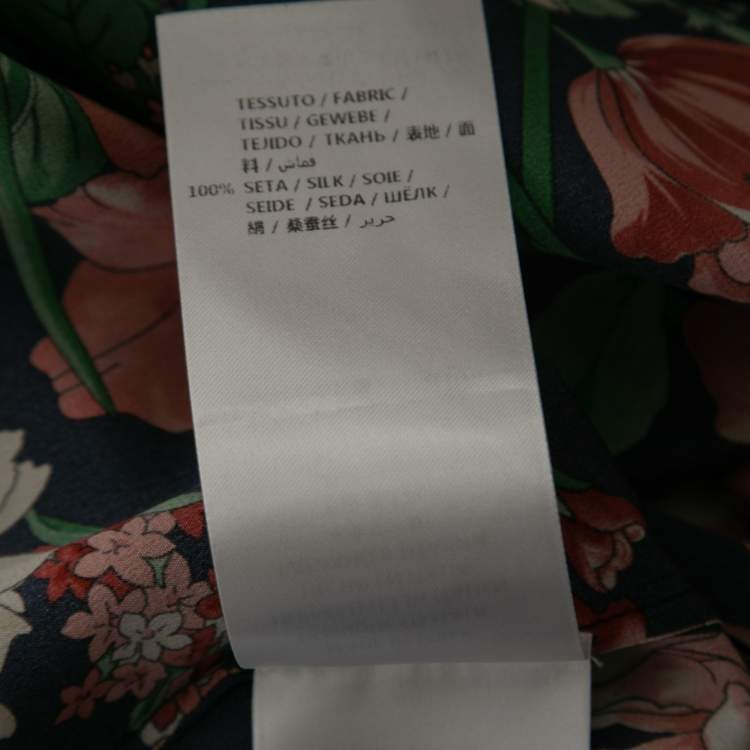 TESSUTO / FABRIC /
TISSU / GEWEBE /
TEJIDO / ТКАНЬ / 表地 / 面
料 / قماش
100% SETA / SILK / SOIE /
SEIDE / SEDA / ШЁЛК /
絹 / 桑蚕丝 / حرير